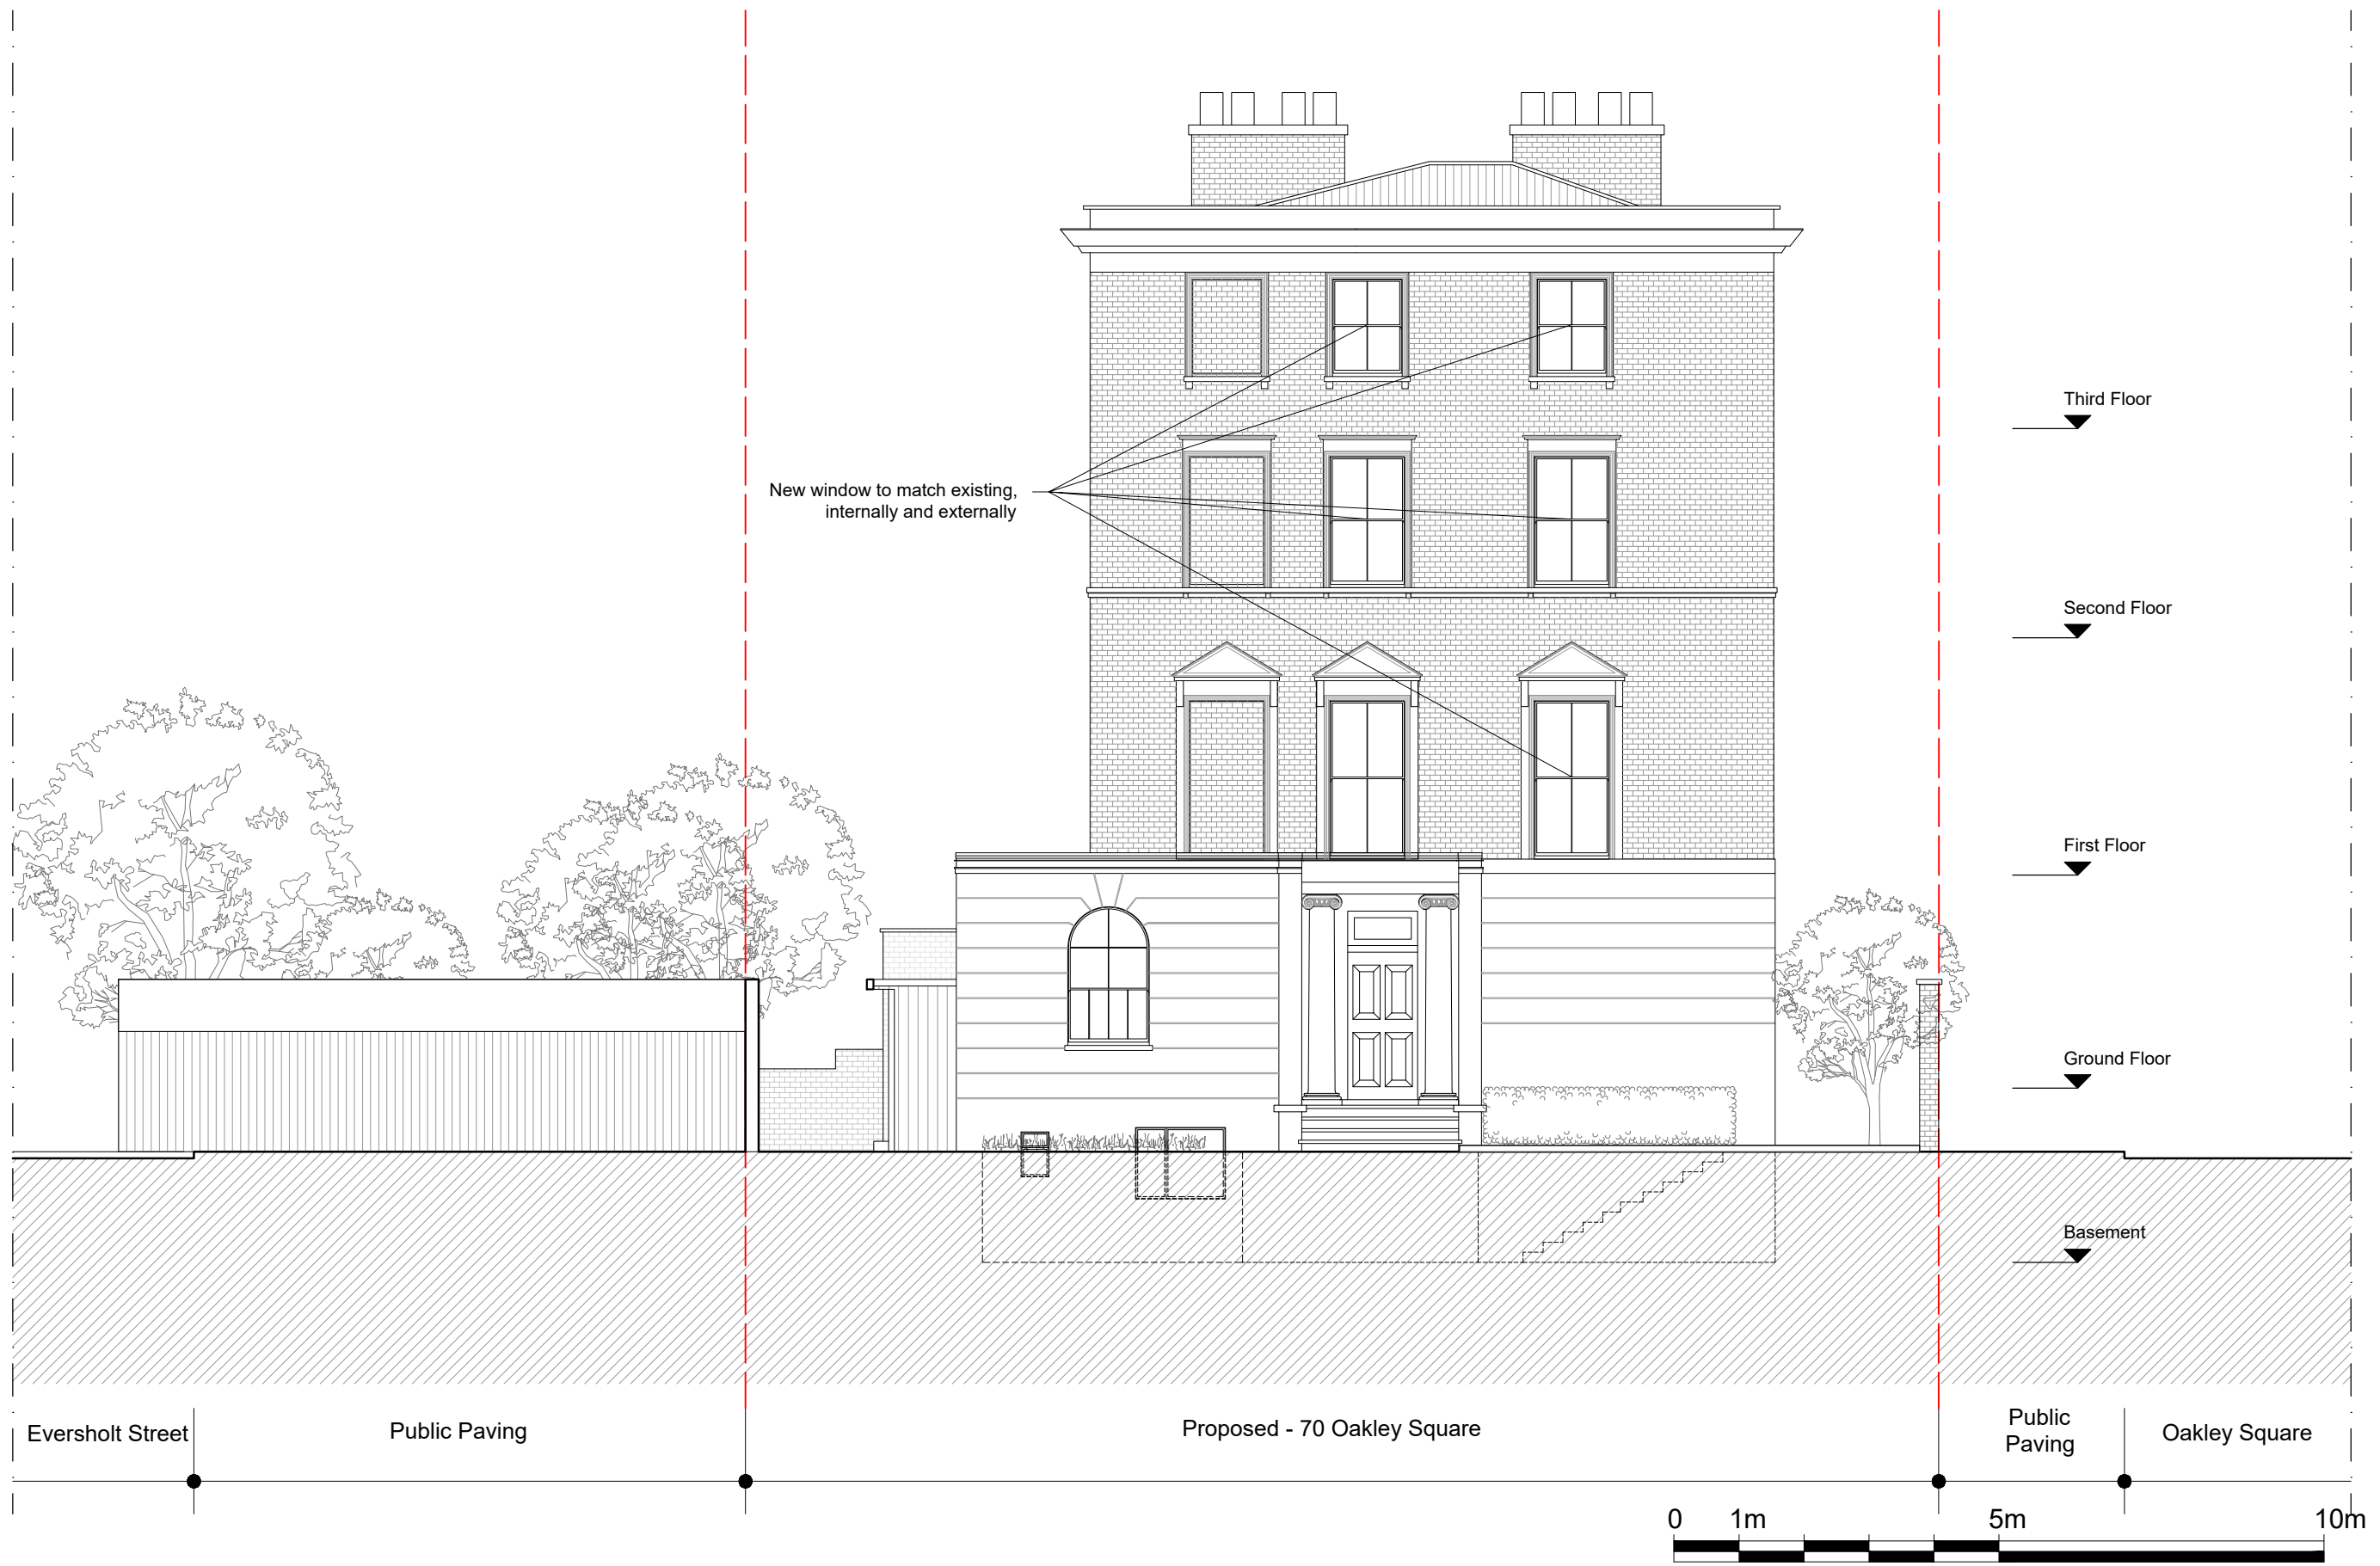 Third Floor
New window to match existing,
internally and externally
Second Floor
First Floor
Ground Floor
Basement
Eversholt Street
Public Paving
Proposed - 70 Oakley Square
Public
Paving
Oakley Square
0 1m 5m 10m